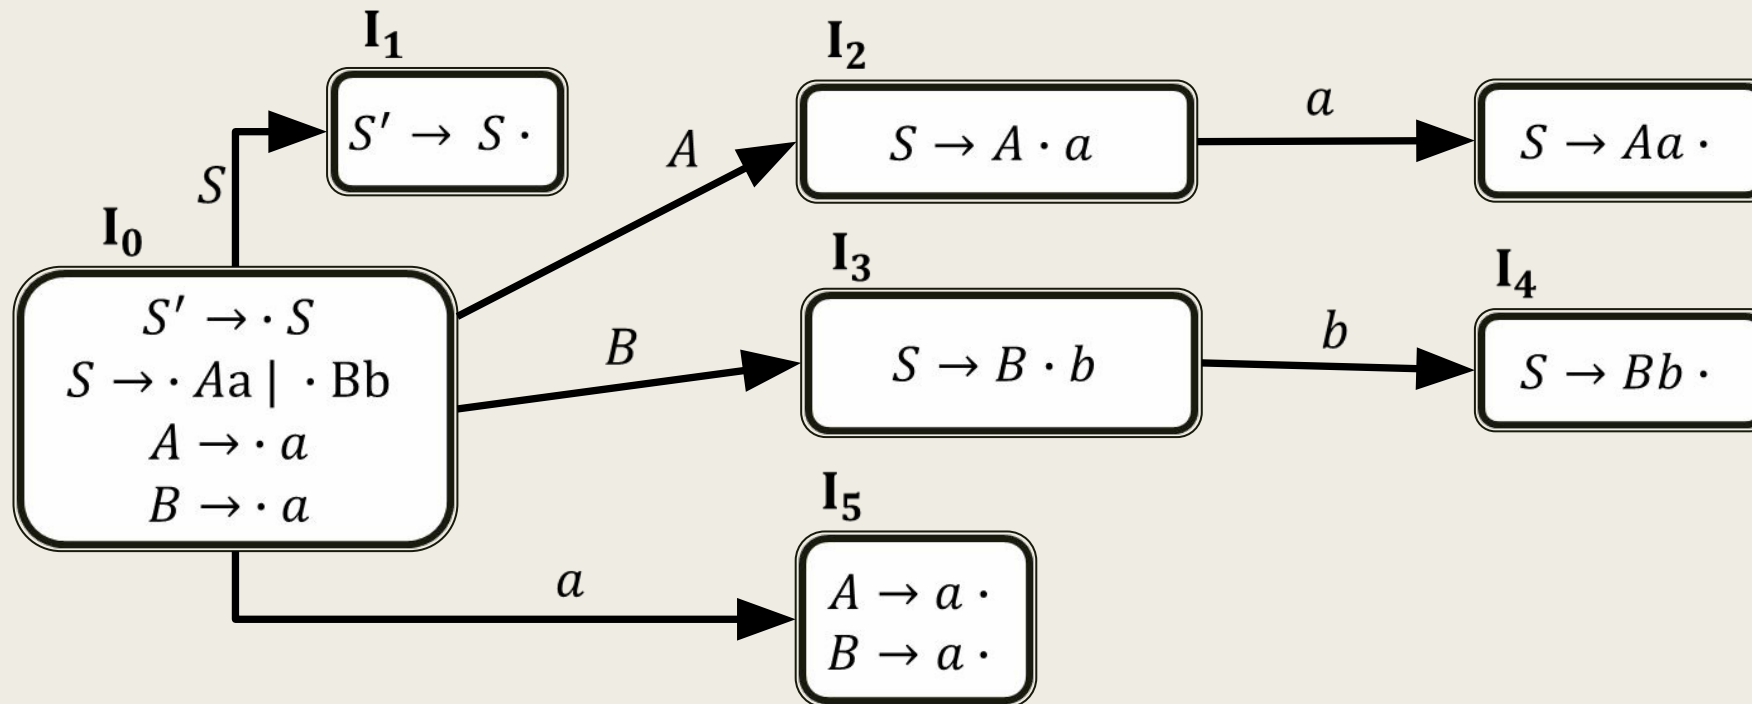 I₁
S′ → S ·
S
I₀
S′ → · S
S → · Aa | · Bb
A → · a
B → · a
A
I₂
S → A · a
a
S → Aa ·
B
I₃
S → B · b
b
I₄
S → Bb ·
a
I₅
A → a ·
B → a ·